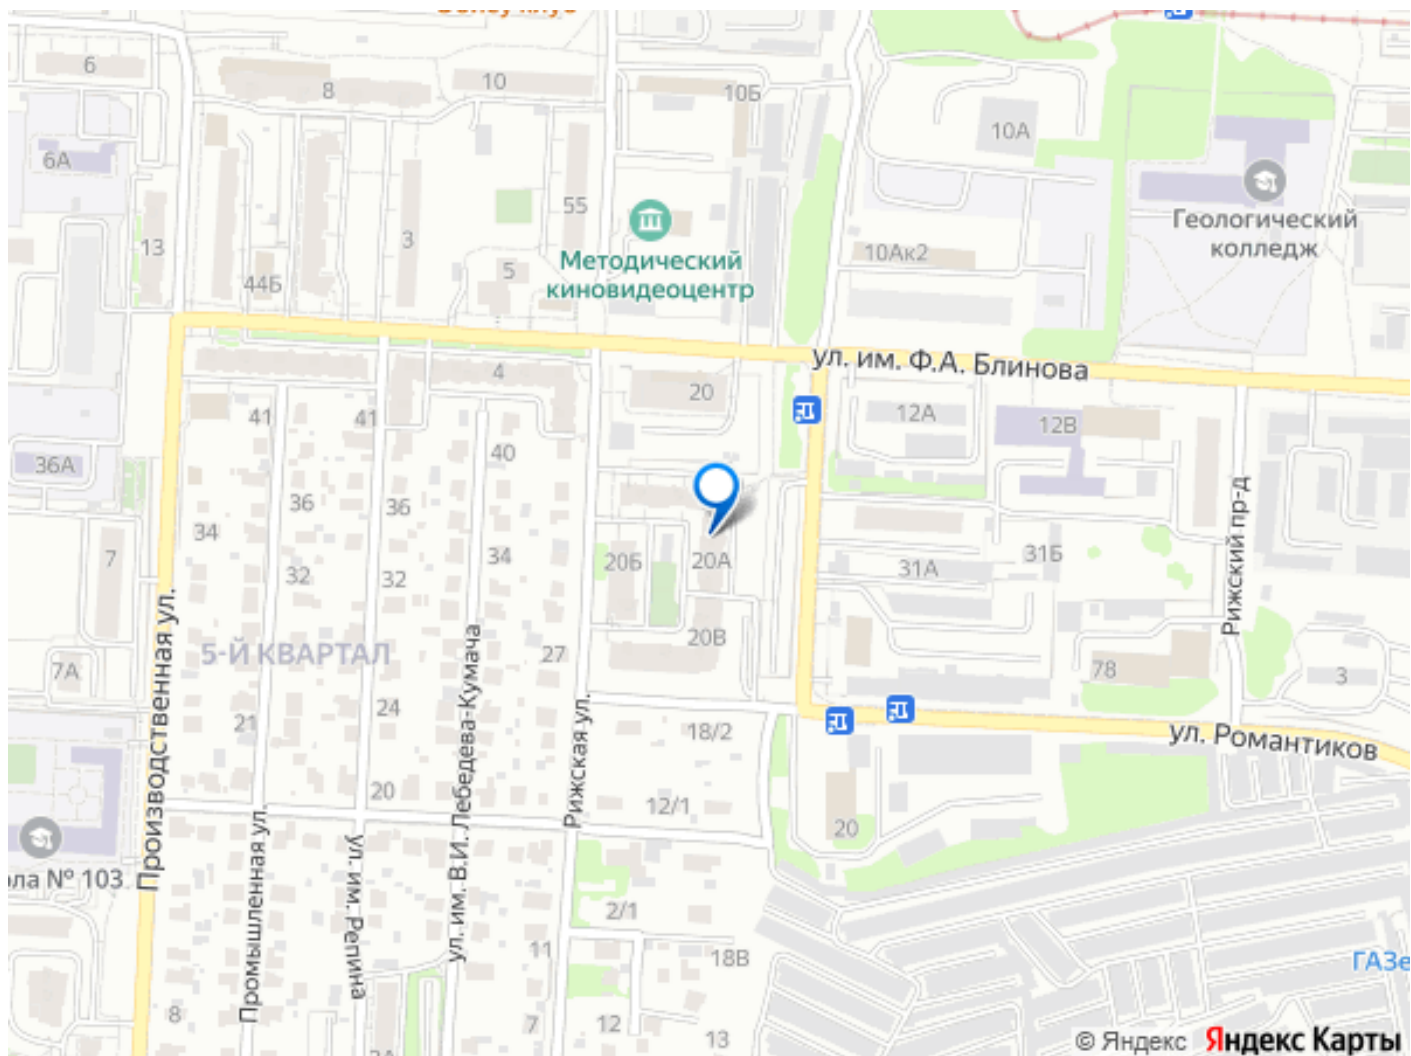 6
8
10
10Б
10А
6А
55
Геологический
колледж
13
3
44Б
5
Методический
киновидеоцентр
10Ак2
ул. им. Ф.А. Блинова
4
20
12А
12В
41
41
40
36А
36
36
34
34
7
32
32
20Б
20А
31А
31Б
Рижский пр-д
20В
5-Й КВАРТАЛ
27
7А
78
3
21
24
18/2
ул. Романтиков
Производственная ул.
ул. им. В.И. Лебедева-Кумача
Рижская ул.
20
12/1
20
Промышленная ул.
ул. им. Репина
ола № 103
2/1
11
18В
ГАЗе
8
7
12
13
© Яндекс Яндекс Карты